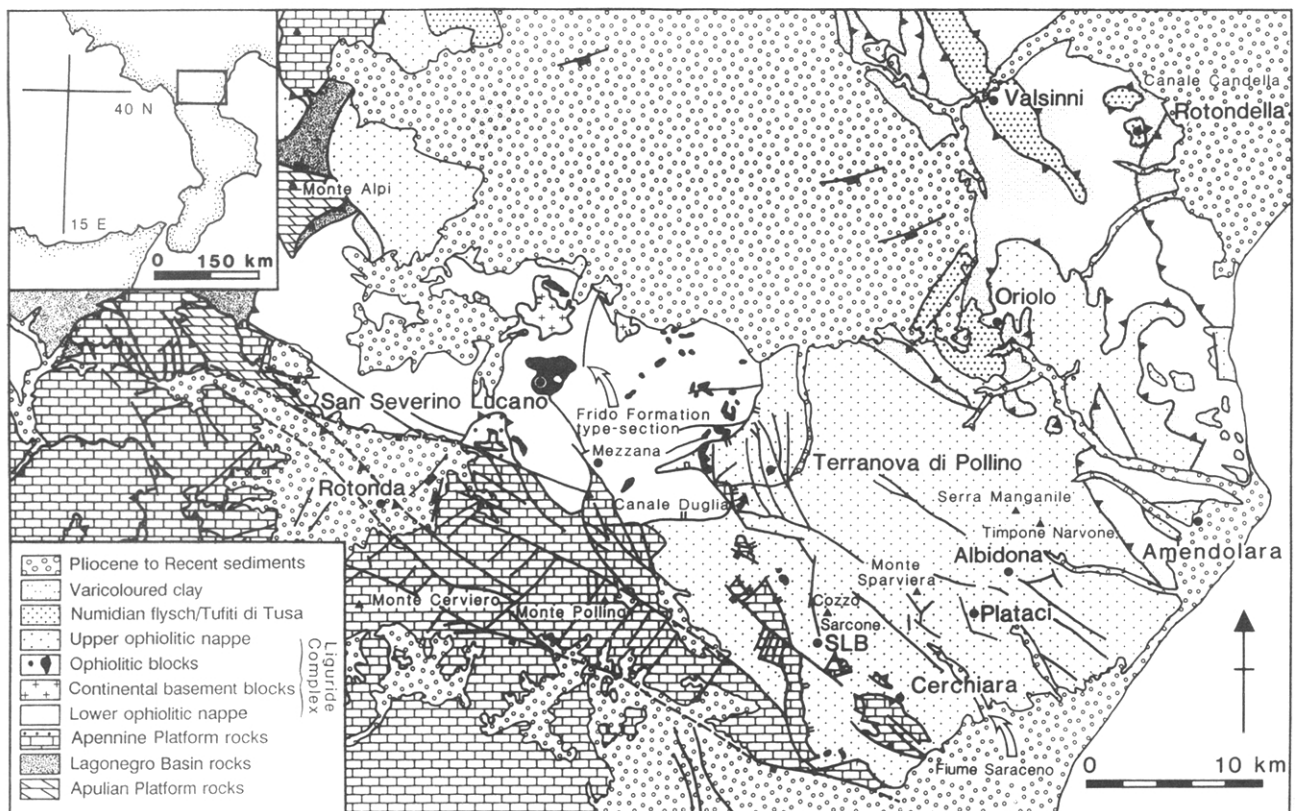 40 N
15 E
0 150 km
Canale Candella
Valsinni
Rotondella
Monte Alpi
Oriolo
San Severino Lucano
Frido Formation
type-section
Mezzana
Terranova di Pollino
Rotonda
Canale Duglia
Serra Manganile
Timpone Narvone
Amendolara
Albidona
Monte
Sparviera
Monte Cerviero
Monte Pollino
Cozzo
Sarcone
Plataci
SLB
Cerchiara
Fiume Saraceno
0 10 km
Pliocene to Recent sediments
Varicoloured clay
Numidian flysch/Tufiti di Tusa
Upper ophiolitic nappe
Ophiolitic blocks
Continental basement blocks
Lower ophiolitic nappe
Liguride
Complex
Apennine Platform rocks
Lagonegro Basin rocks
Apulian Platform rocks